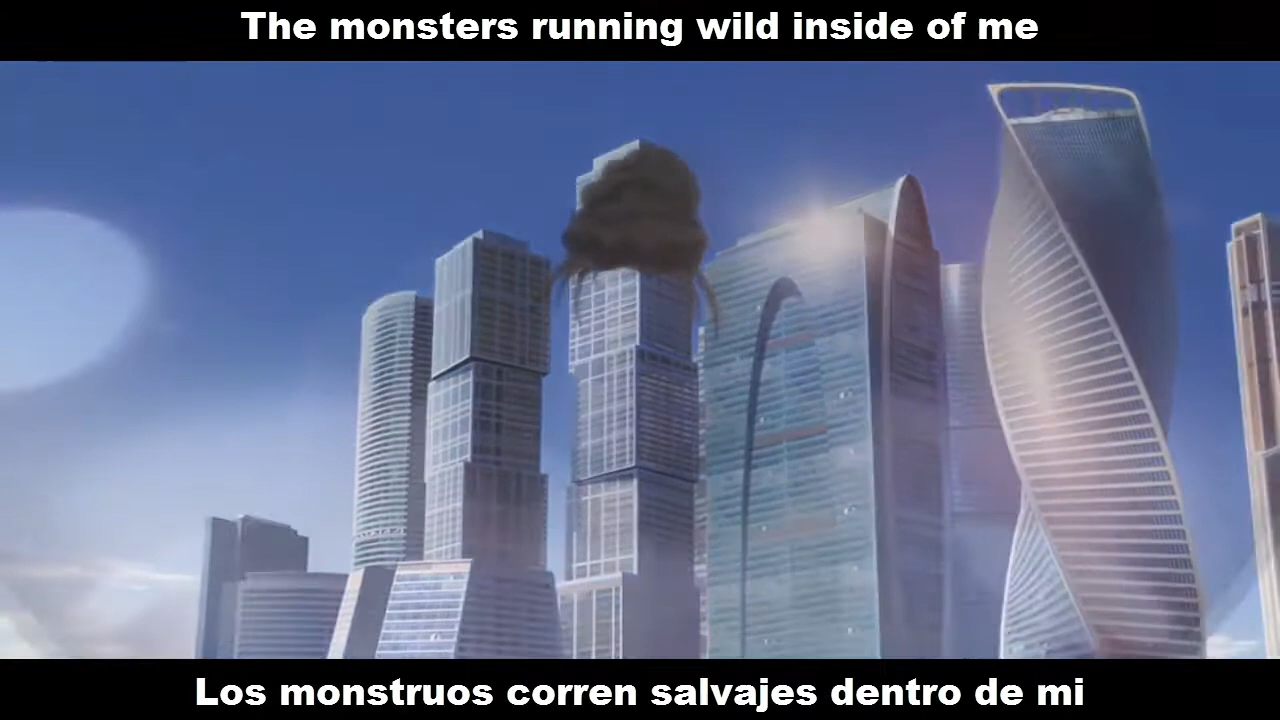 The monsters running wild inside of me
Los monstruos corren salvajes dentro de mi